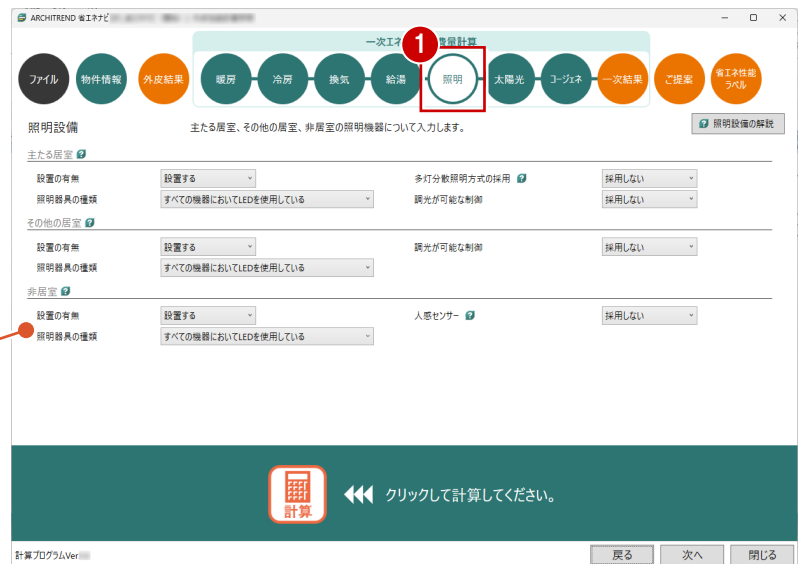 ARCHITREND 省エネナビ
1
一次エネ 費量計算
ファイル 物件情報 外皮結果 暖房 冷房 換気 給湯 照明 太陽光 コージェネ 一次結果 ご提案 省エネ性能
ラベル
照明設備 主たる居室、その他の居室、非居室の照明機器について入力します。 ? 照明設備の解説
主たる居室 ?
設置の有無 設置する 多灯分散照明方式の採用 ? 採用しない
照明器具の種類 すべての機器においてLEDを使用している 調光が可能な制御 採用しない
その他の居室 ?
設置の有無 設置する 調光が可能な制御 採用しない
照明器具の種類 すべての機器においてLEDを使用している
非居室 ?
設置の有無 設置する 人感センサー ? 採用しない
照明器具の種類 すべての機器においてLEDを使用している
計算 クリックして計算してください。
計算プログラムVer
戻る 次へ 閉じる